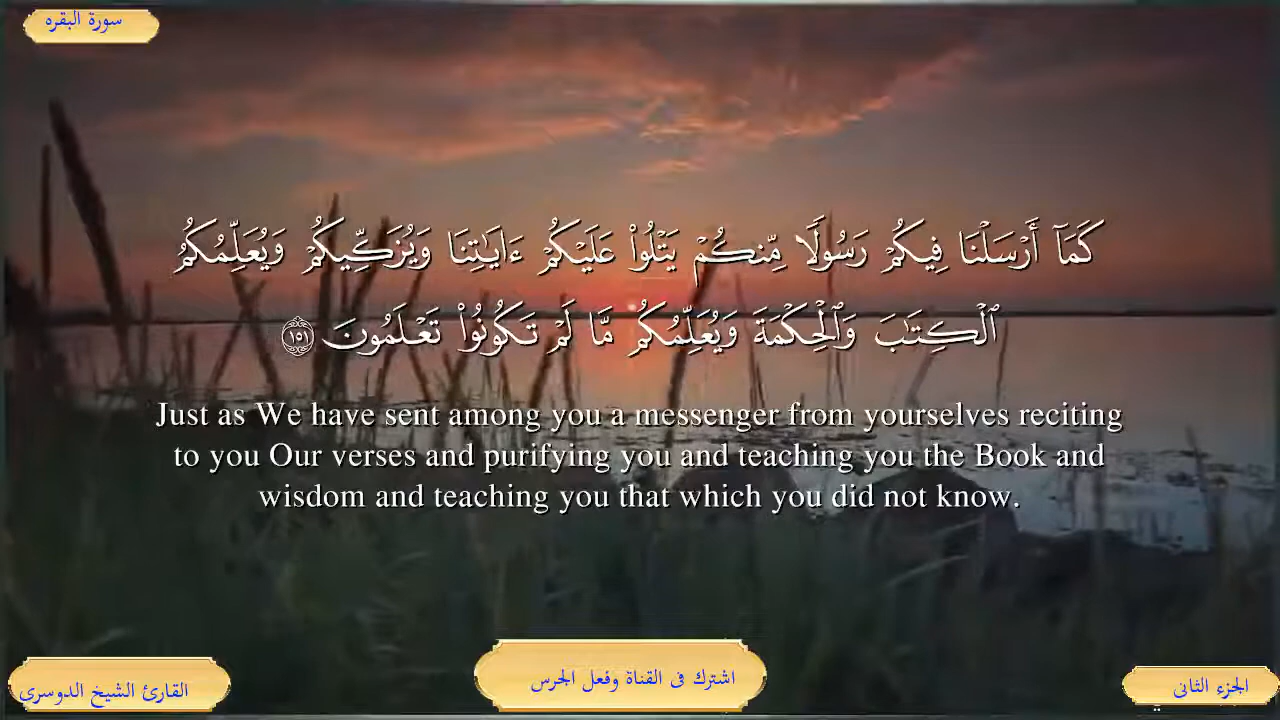 سورة البقره
كَمَآ أَرْسَلْنَا فِيكُمْ رَسُولًا مِّنكُمْ يَتْلُوا۟ عَلَيْكُمْ ءَايَـٰتِنَا وَيُزَكِّيكُمْ وَيُعَلِّمُكُمُ
ٱلْكِتَـٰبَ وَٱلْحِكْمَةَ وَيُعَلِّمُكُم مَّا لَمْ تَكُونُوا۟ تَعْلَمُونَ ١٥١
Just as We have sent among you a messenger from yourselves reciting
to you Our verses and purifying you and teaching you the Book and
wisdom and teaching you that which you did not know.
القارئ الشيخ الدوسرى
اشترك فى القناة وفعل الجرس
الجزء الثانى